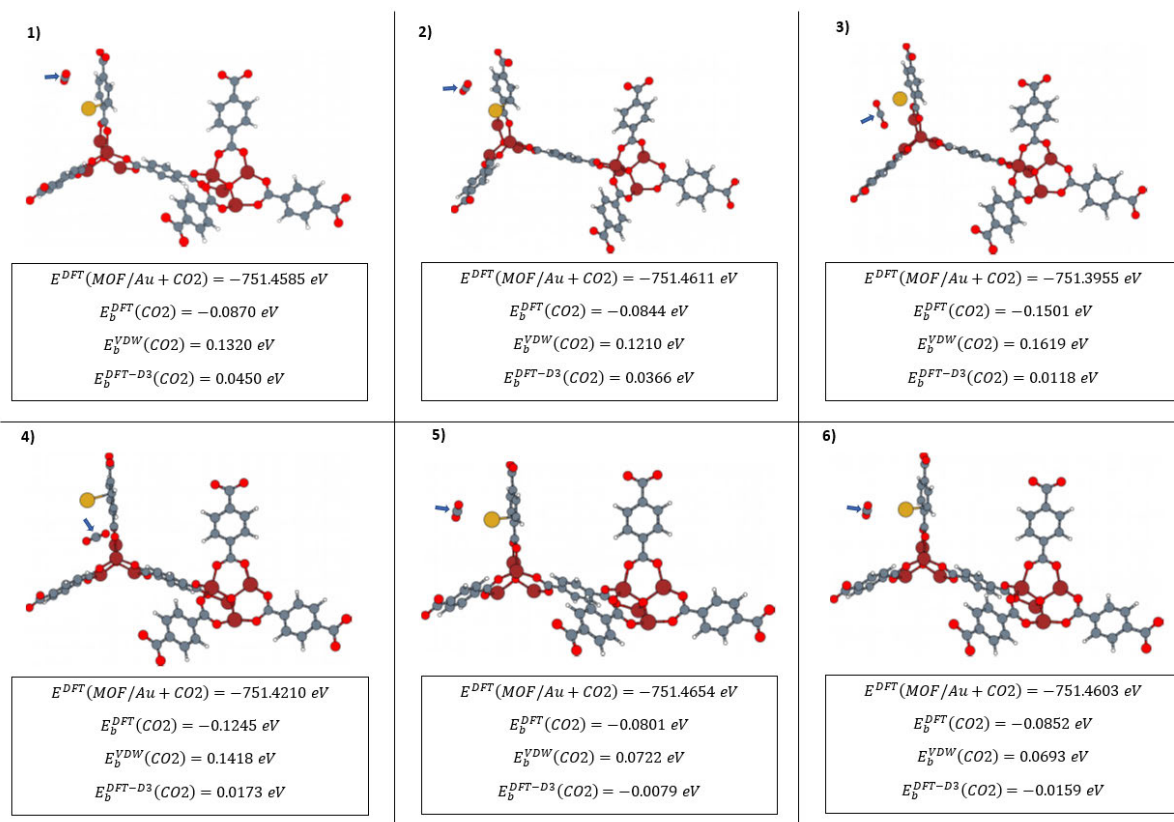 1)
E^DFT(MOF/Au + CO2) = −751.4585 eV
E_b^DFT(CO2) = −0.0870 eV
E_b^VDW(CO2) = 0.1320 eV
E_b^DFT−D3(CO2) = 0.0450 eV
2)
E^DFT(MOF/Au + CO2) = −751.4611 eV
E_b^DFT(CO2) = −0.0844 eV
E_b^VDW(CO2) = 0.1210 eV
E_b^DFT−D3(CO2) = 0.0366 eV
3)
E^DFT(MOF/Au + CO2) = −751.3955 eV
E_b^DFT(CO2) = −0.1501 eV
E_b^VDW(CO2) = 0.1619 eV
E_b^DFT−D3(CO2) = 0.0118 eV
4)
E^DFT(MOF/Au + CO2) = −751.4210 eV
E_b^DFT(CO2) = −0.1245 eV
E_b^VDW(CO2) = 0.1418 eV
E_b^DFT−D3(CO2) = 0.0173 eV
5)
E^DFT(MOF/Au + CO2) = −751.4654 eV
E_b^DFT(CO2) = −0.0801 eV
E_b^VDW(CO2) = 0.0722 eV
E_b^DFT−D3(CO2) = −0.0079 eV
6)
E^DFT(MOF/Au + CO2) = −751.4603 eV
E_b^DFT(CO2) = −0.0852 eV
E_b^VDW(CO2) = 0.0693 eV
E_b^DFT−D3(CO2) = −0.0159 eV